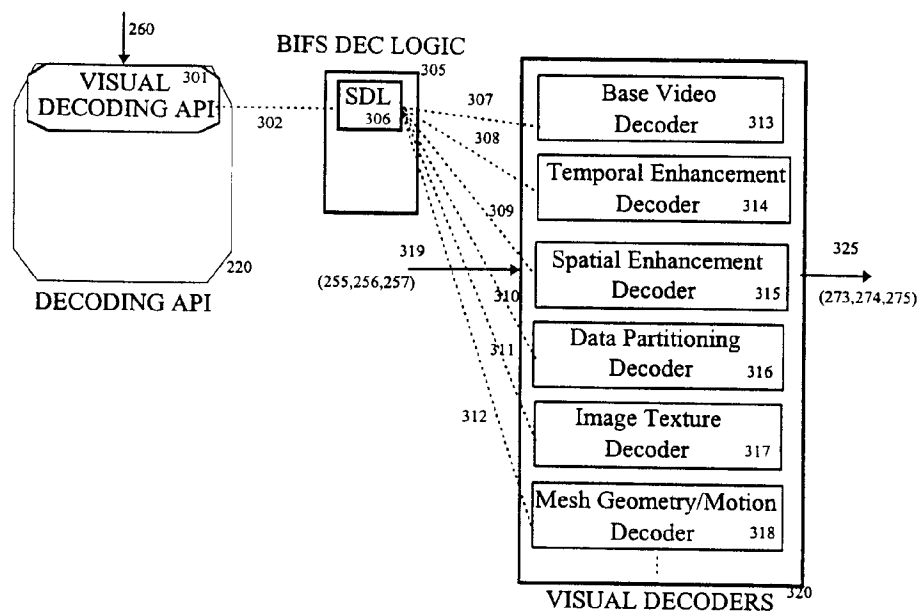 260
VISUAL 301
DECODING API
220
DECODING API
302
BIFS DEC LOGIC
305
SDL
306
307
308
309
310
311
312
319
(255,256,257)
Base Video
Decoder 313
Temporal Enhancement
Decoder 314
Spatial Enhancement
Decoder 315
Data Partitioning
Decoder 316
Image Texture
Decoder 317
Mesh Geometry/Motion
Decoder 318
320
VISUAL DECODERS
325
(273,274,275)